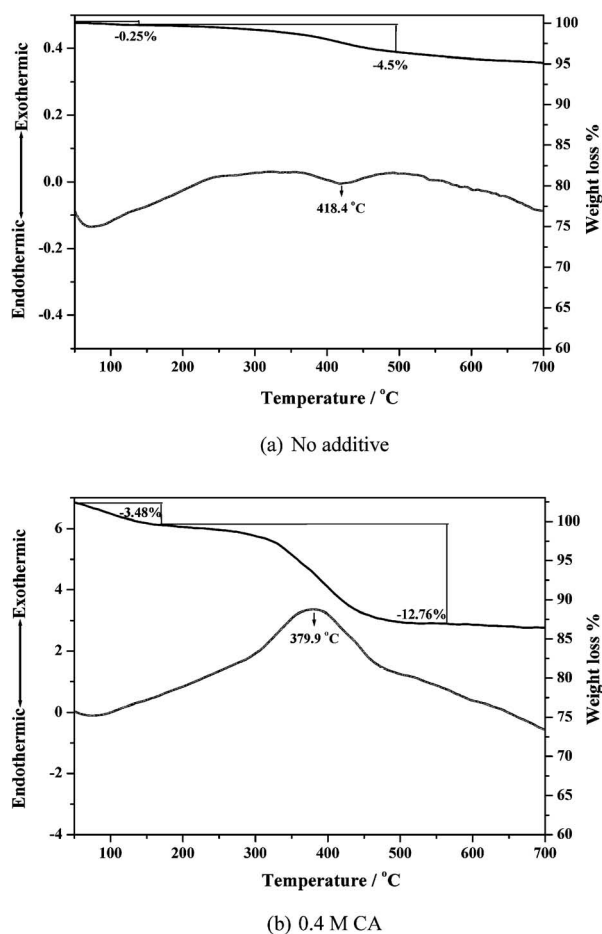 -0.25%
-4.5%
0.4
0.2
0.0
-0.2
-0.4
100
95
90
85
80
75
70
65
60
Endothermic
Exothermic
Weight loss %
418.4 °C
100 200 300 400 500 600 700
Temperature / °C
(a) No additive
-3.48%
-12.76%
6
4
2
0
-2
-4
100
95
90
85
80
75
70
65
60
Endothermic
Exothermic
Weight loss %
379.9 °C
100 200 300 400 500 600 700
Temperature / °C
(b) 0.4 M CA